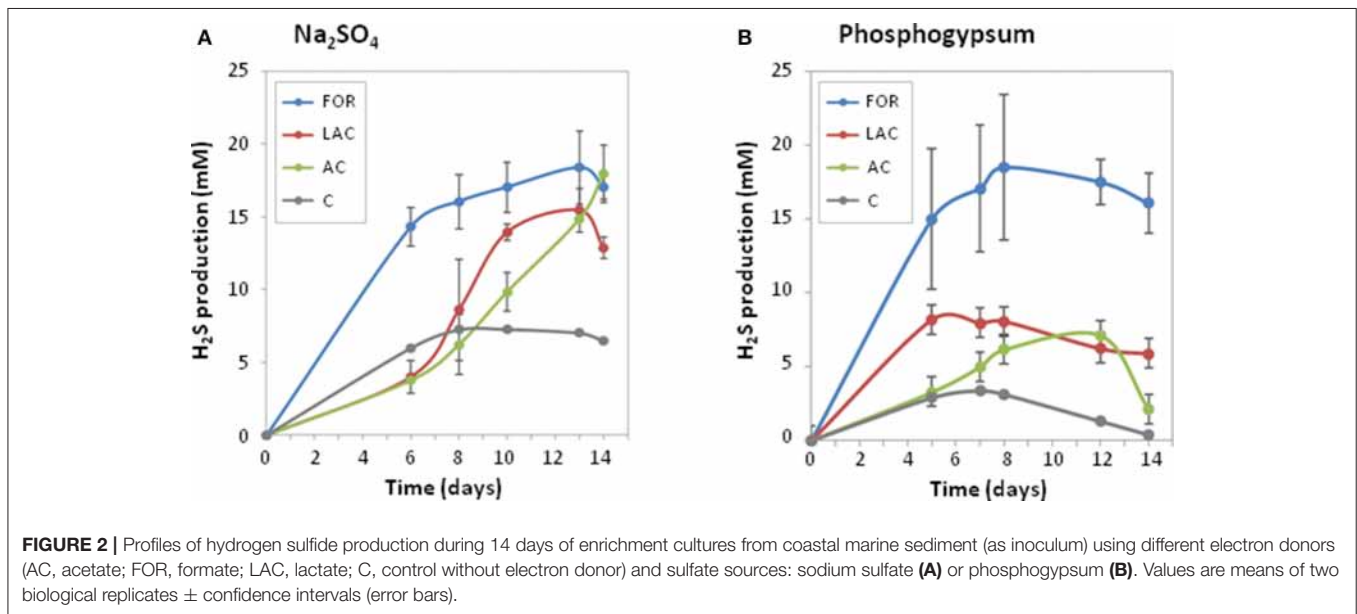 A Na₂SO₄
25
20
15
10
5
0
H₂S production (mM)
FOR
LAC
AC
C
0 2 4 6 8 10 12 14
Time (days)
B Phosphogypsum
25
20
15
10
5
0
H₂S production (mM)
FOR
LAC
AC
C
0 2 4 6 8 10 12 14
Time (days)
FIGURE 2 | Profiles of hydrogen sulfide production during 14 days of enrichment cultures from coastal marine sediment (as inoculum) using different electron donors
(AC, acetate; FOR, formate; LAC, lactate; C, control without electron donor) and sulfate sources: sodium sulfate (A) or phosphogypsum (B). Values are means of two
biological replicates ± confidence intervals (error bars).